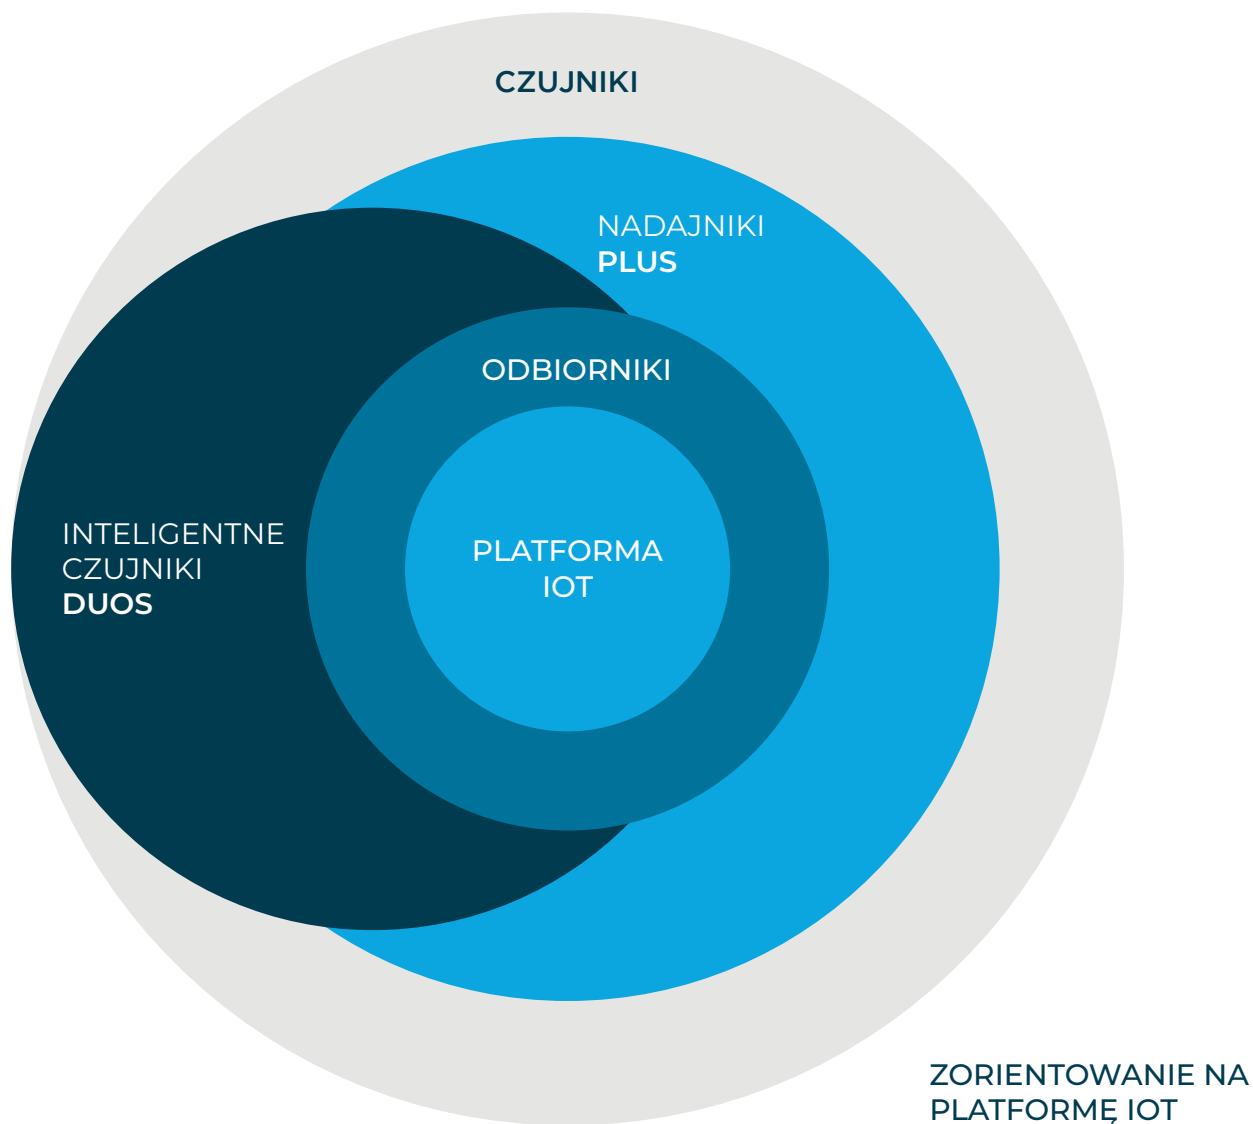 CZUJNIKI
NADAJNIKI
PLUS
ODBIORNIKI
PLATFORMA
IOT
INTELIGENTNE
CZUJNIKI
DUOS
ZORIENTOWANIE NA
PLATFORMĘ IOT